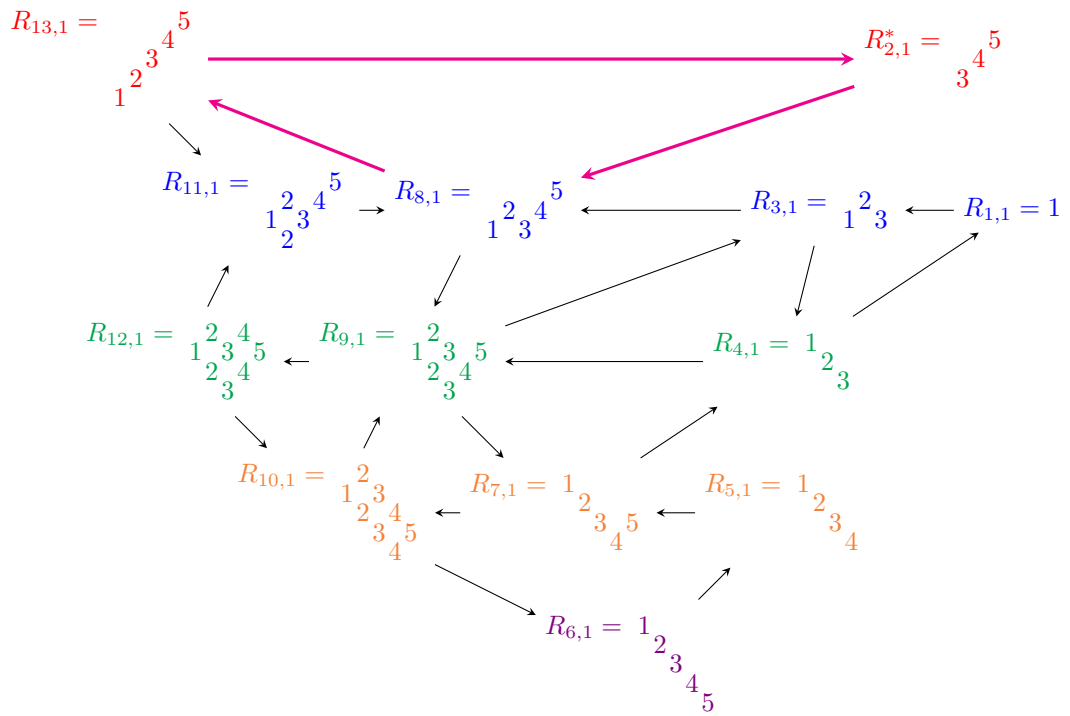 R₁₃,₁ = 5
4
3
2
1
R*₂,₁ = 5
4
3
R₁₁,₁ = 5
2 4
1 3
2
R₈,₁ = 5
2 4
1 3
R₃,₁ = 2
1 3
R₁,₁ = 1
R₁₂,₁ = 2 4
1 3 5
2 4
3
R₉,₁ = 2
1 3 5
2 4
3
R₄,₁ = 1
2
3
R₁₀,₁ = 2
1 3
2 4
3 5
4
R₇,₁ = 1
2
3 5
4
R₅,₁ = 1
2
3
4
R₆,₁ = 1
2
3
4
5